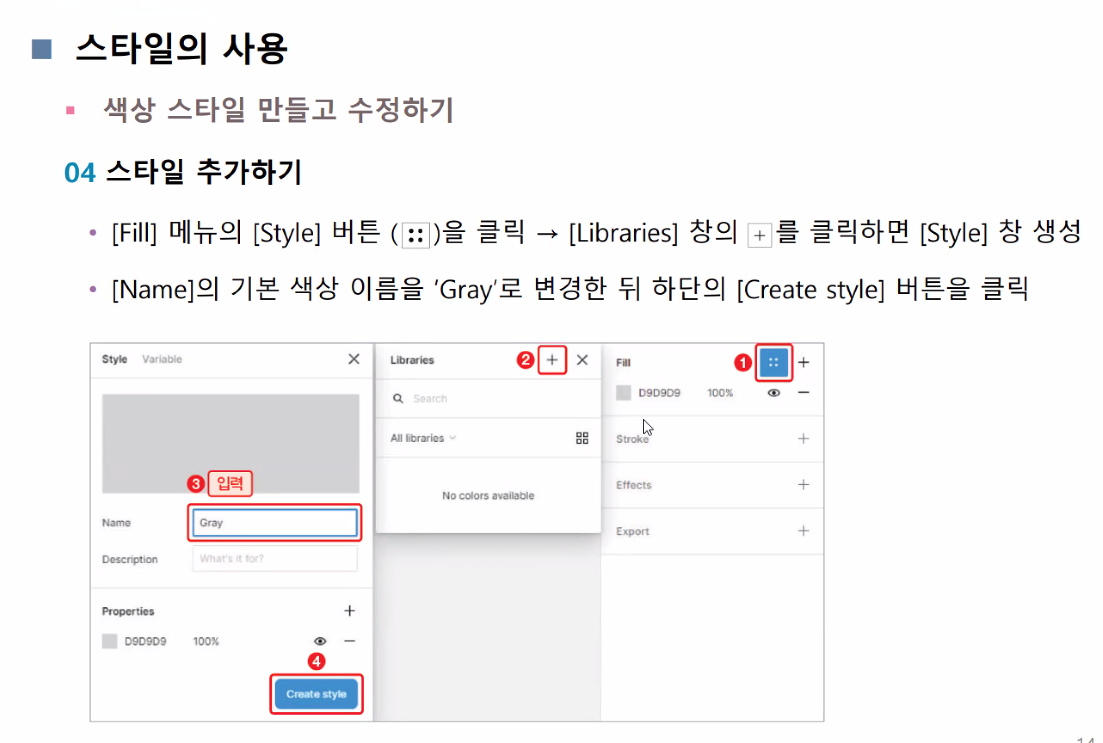 스타일의 사용
색상 스타일 만들고 수정하기
04 스타일 추가하기
• [Fill] 메뉴의 [Style] 버튼 (∷)을 클릭 → [Libraries] 창의 +를 클릭하면 [Style] 창 생성
• [Name]의 기본 색상 이름을 ‘Gray’로 변경한 뒤 하단의 [Create style] 버튼을 클릭
Style Variable
3 입력
Name Gray
Description What's it for?
Properties
D9D9D9 100%
4
Create style
Libraries 2
Search
All libraries
No colors available
Fill 1
D9D9D9 100%
Stroke
Effects
Export